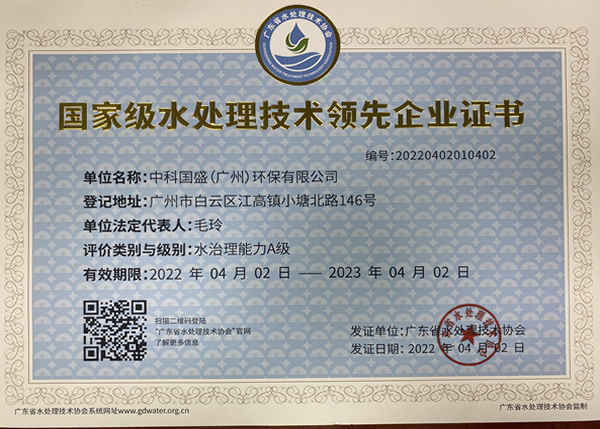 广东省水处理技术协会
GUANGDONG WATER TREATMENT TECHNOLOGY ASSOCIATION
国家级水处理技术领先企业证书
编号:20220402010402
单位名称:中科国盛(广州)环保有限公司
登记地址:广州市白云区江高镇小塘北路146号
单位法定代表人:毛玲
评价类别与级别:水治理能力A级
有效期限:2022 年 04 月 02 日 —— 2023 年 04 月 02 日
扫描二维码登陆
“广东省水处理技术协会”官网
了解更多信息
发证单位:广东省水处理技术协会
发证日期: 2022 年 04 月 02 日
广东省水处理技术协会系统网址www.gdwater.org.cn
广东省水处理技术协会监制